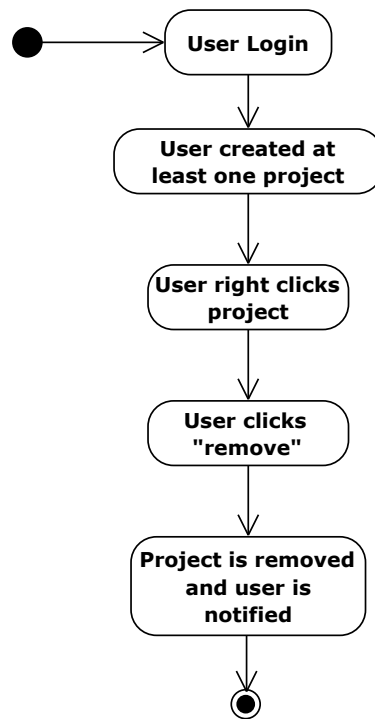 User Login
User created at
least one project
User right clicks
project
User clicks
"remove"
Project is removed
and user is
notified